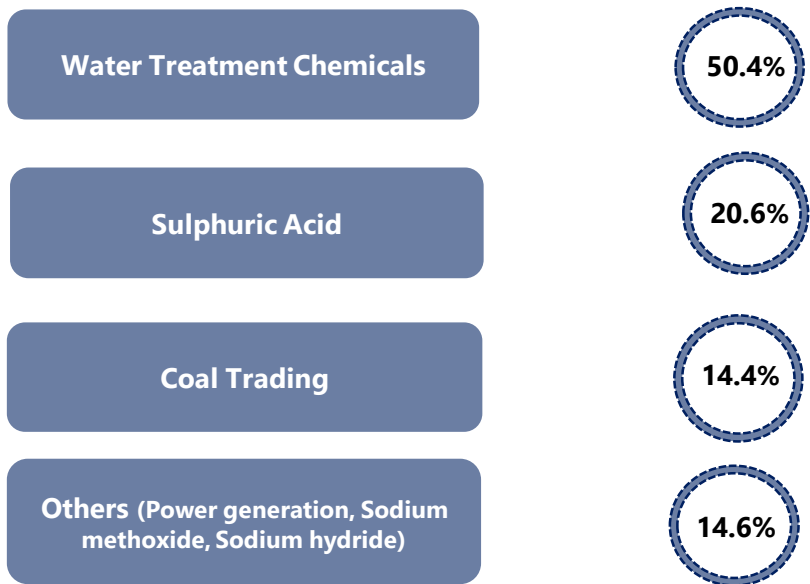 Water Treatment Chemicals
50.4%
Sulphuric Acid
20.6%
Coal Trading
14.4%
Others (Power generation, Sodium
methoxide, Sodium hydride)
14.6%